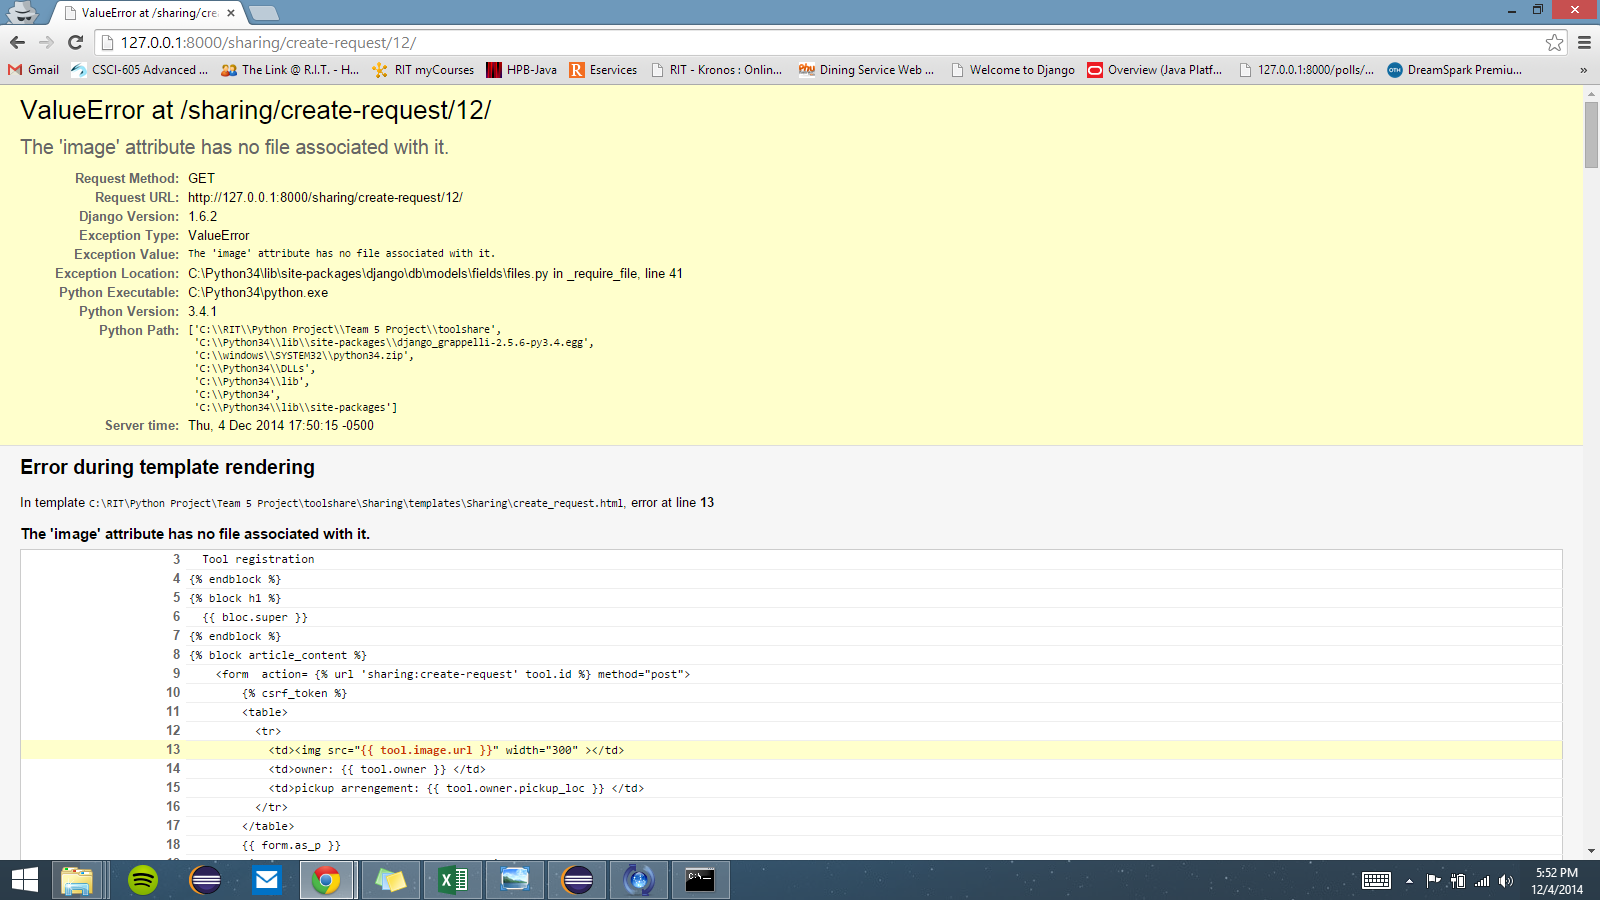 ValueError at /sharing/cre
127.0.0.1:8000/sharing/create-request/12/
Gmail CSCI-605 Advanced ... The Link @ R.I.T. - H... RIT myCourses HPB-Java Eservices RIT - Kronos : Onlin... Dining Service Web ... Welcome to Django Overview (Java Platf... 127.0.0.1:8000/polls/... DreamSpark Premiu... »
ValueError at /sharing/create-request/12/
The 'image' attribute has no file associated with it.
Request Method: GET
Request URL: http://127.0.0.1:8000/sharing/create-request/12/
Django Version: 1.6.2
Exception Type: ValueError
Exception Value: The 'image' attribute has no file associated with it.
Exception Location: C:\Python34\lib\site-packages\django\db\models\fields\files.py in _require_file, line 41
Python Executable: C:\Python34\python.exe
Python Version: 3.4.1
Python Path: ['C:\\RIT\\Python Project\\Team 5 Project\\toolshare',
'C:\\Python34\\lib\\site-packages\\django_grappelli-2.5.6-py3.4.egg',
'C:\\windows\\SYSTEM32\\python34.zip',
'C:\\Python34\\DLLs',
'C:\\Python34\\lib',
'C:\\Python34',
'C:\\Python34\\lib\\site-packages']
Server time: Thu, 4 Dec 2014 17:50:15 -0500
Error during template rendering
In template C:\RIT\Python Project\Team 5 Project\toolshare\Sharing\templates\Sharing\create_request.html, error at line 13
The 'image' attribute has no file associated with it.
3 Tool registration
4 {% endblock %}
5 {% block h1 %}
6 {{ bloc.super }}
7 {% endblock %}
8 {% block article_content %}
9 <form action= {% url 'sharing:create-request' tool.id %} method="post">
10 {% csrf_token %}
11 <table>
12 <tr>
13 <td><img src="{{ tool.image.url }}" width="300" ></td>
14 <td>owner: {{ tool.owner }} </td>
15 <td>pickup arrengement: {{ tool.owner.pickup_loc }} </td>
16 </tr>
17 </table>
18 {{ form.as_p }}
5:52 PM
12/4/2014